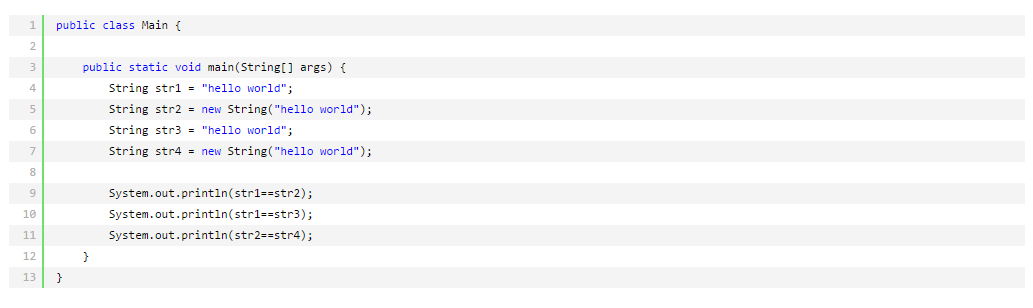 1 public class Main {
2
3     public static void main(String[] args) {
4         String str1 = "hello world";
5         String str2 = new String("hello world");
6         String str3 = "hello world";
7         String str4 = new String("hello world");
8
9         System.out.println(str1==str2);
10         System.out.println(str1==str3);
11         System.out.println(str2==str4);
12     }
13 }